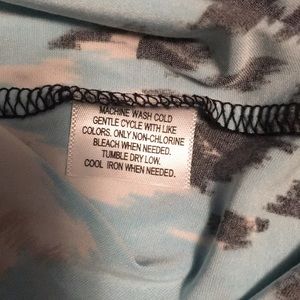 MACHINE WASH COLD
GENTLE CYCLE WITH LIKE
COLORS. ONLY NON-CHLORINE
BLEACH WHEN NEEDED.
TUMBLE DRY LOW.
COOL IRON WHEN NEEDED.